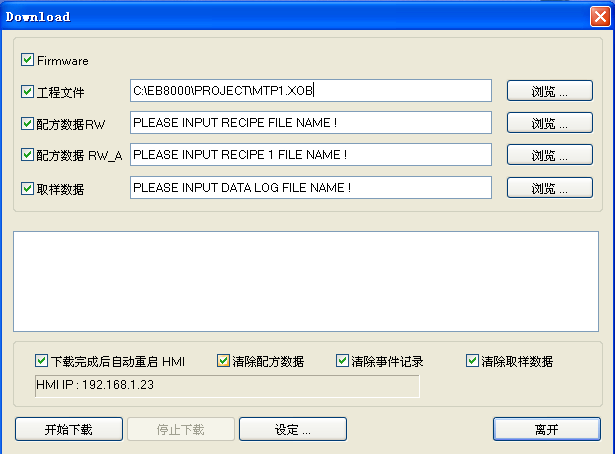 Download
Firmware
工程文件 C:\EB8000\PROJECT\MTP1.XOB 浏览 ...
配方数据RW PLEASE INPUT RECIPE FILE NAME ! 浏览 ...
配方数据 RW_A PLEASE INPUT RECIPE 1 FILE NAME ! 浏览 ...
取样数据 PLEASE INPUT DATA LOG FILE NAME ! 浏览 ...
下载完成后自动重启 HMI 清除配方数据 清除事件记录 清除取样数据
HMI IP : 192.168.1.23
开始下载 停止下载 设定 ... 离开